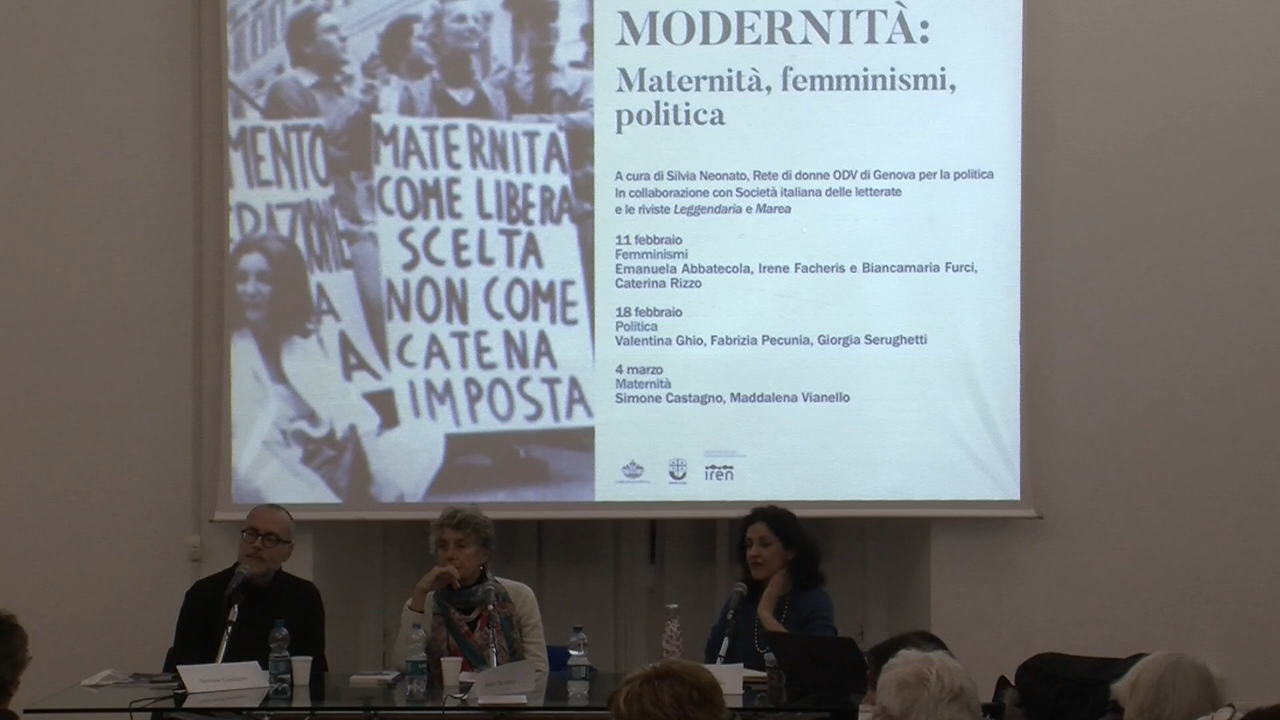 MENTO
MATERNITÀ
COME LIBERA
SCELTA
NON COME
CATENA
IMPOSTA
MODERNITÀ:
Maternità, femminismi,
politica
A cura di Silvia Neonato, Rete di donne ODV di Genova per la politica
In collaborazione con Società italiana delle letterate
e le riviste Leggendaria e Marea
11 febbraio
Femminismi
Emanuela Abbatecola, Irene Facheris e Biancamaria Furci,
Caterina Rizzo
18 febbraio
Politica
Valentina Ghio, Fabrizia Pecunia, Giorgia Serughetti
4 marzo
Maternità
Simone Castagno, Maddalena Vianello
iren